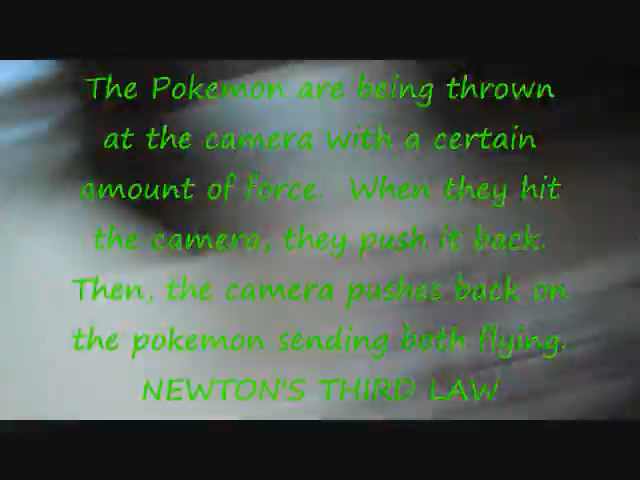 The Pokemon are being thrown
at the camera with a certain
amount of force.  When they hit
the camera, they push it back.
Then, the camera pushes back on
the pokemon sending both flying.
NEWTON'S THIRD LAW